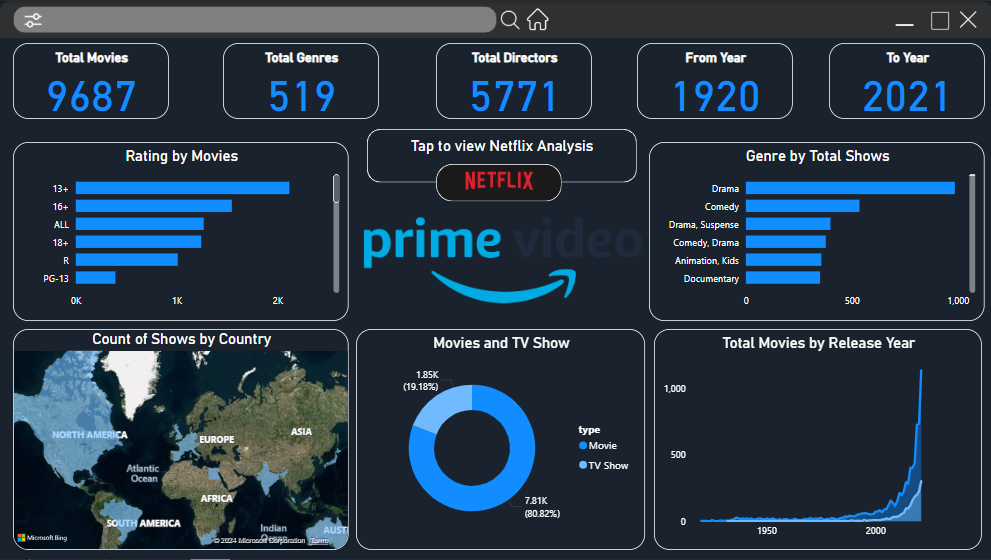 Total Movies
9687
Total Genres
519
Total Directors
5771
From Year
1920
To Year
2021
Rating by Movies
13+
16+
ALL
18+
R
PG-13
0K 1K 2K
Tap to view Netflix Analysis
NETFLIX
prime video
Genre by Total Shows
Drama
Comedy
Drama, Suspense
Comedy, Drama
Animation, Kids
Documentary
0 500 1,000
Count of Shows by Country
NORTH AMERICA
EUROPE
ASIA
Atlantic
Ocean
AFRICA
SOUTH AMERICA
Indian
Ocean
AUST
Microsoft Bing
© 2024 Microsoft Corporation Terms
Movies and TV Show
1.85K
(19.18%)
7.81K
(80.82%)
type
Movie
TV Show
Total Movies by Release Year
1,000
500
0
1950 2000